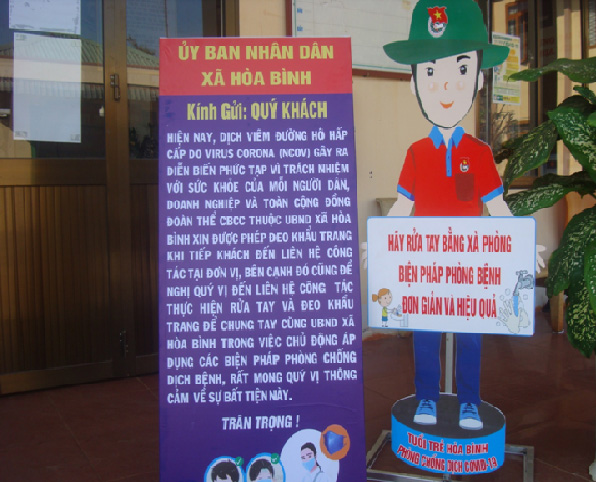 ỦY BAN NHÂN DÂN
XÃ HÒA BÌNH
Kính Gửi: QUÝ KHÁCH
HIỆN NAY, DỊCH VIÊM ĐƯỜNG HÔ HẤP
CẤP DO VIRUS CORONA (NCOV) GÂY RA
DIỄN BIẾN PHỨC TẠP VÌ TRÁCH NHIỆM
VỚI SỨC KHỎE CỦA MỖI NGƯỜI DÂN,
DOANH NGHIỆP VÀ TOÀN CỘNG ĐỒNG
ĐOÀN THỂ CBCC THUỘC UBND XÃ HÒA
BÌNH XIN ĐƯỢC PHÉP ĐEO KHẨU TRANG
KHI TIẾP KHÁCH ĐẾN LIÊN HỆ CÔNG
TÁC TẠI ĐƠN VỊ, BÊN CẠNH ĐÓ CŨNG ĐỀ
NGHỊ QUÝ VỊ ĐẾN LIÊN HỆ CÔNG TÁC
THỰC HIỆN RỬA TAY VÀ ĐEO KHẨU
TRANG ĐỂ CHUNG TAY CÙNG UBND XÃ
HÒA BÌNH TRONG VIỆC CHỦ ĐỘNG ÁP
DỤNG CÁC BIỆN PHÁP PHÒNG CHỐNG
DỊCH BỆNH, RẤT MONG QUÝ VỊ THÔNG
CẢM VỀ SỰ BẤT TIỆN NÀY.
TRÂN TRỌNG !
HÃY RỬA TAY BẰNG XÀ PHÒNG
BIỆN PHÁP PHÒNG BỆNH
ĐƠN GIẢN VÀ HIỆU QUẢ
TUỔI TRẺ HÒA BÌNH
PHÒNG CHỐNG DỊCH COVID-19